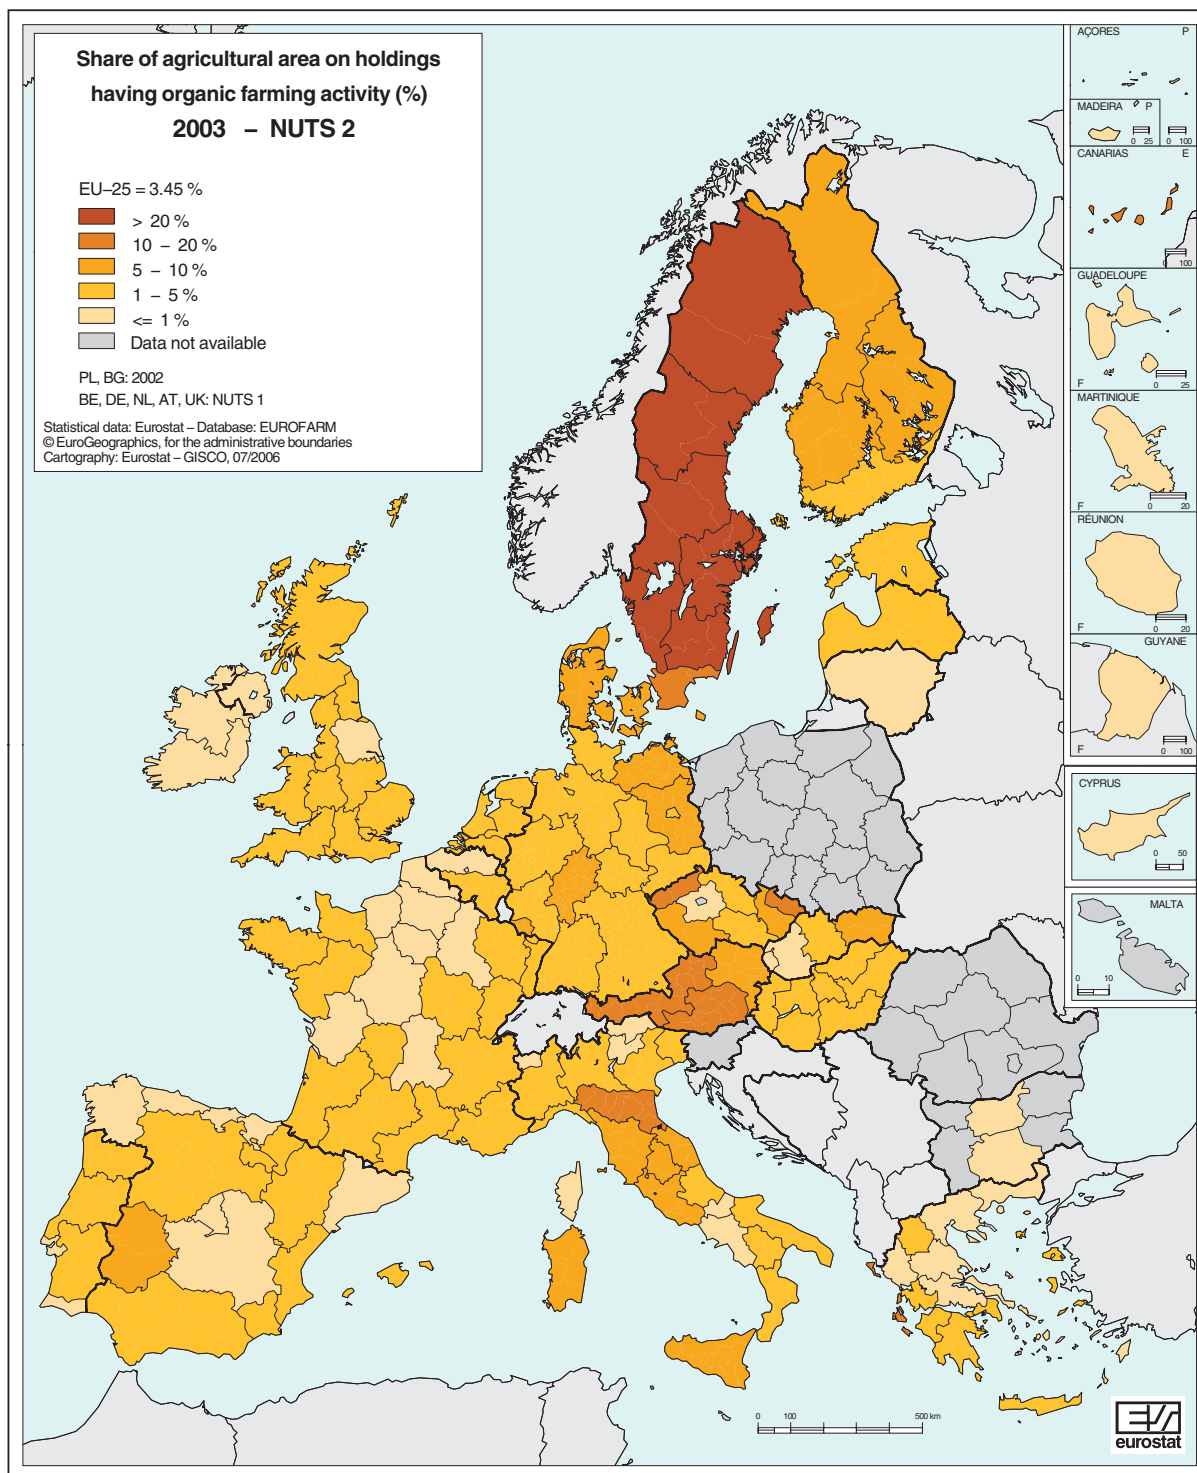 Share of agricultural area on holdings
having organic farming activity (%)
2003 – NUTS 2
EU–25 = 3.45 %
> 20 %
10 – 20 %
5 – 10 %
1 – 5 %
<= 1 %
Data not available
PL, BG: 2002
BE, DE, NL, AT, UK: NUTS 1
Statistical data: Eurostat – Database: EUROFARM
© EuroGeographics, for the administrative boundaries
Cartography: Eurostat – GISCO, 07/2006
AÇORES P
MADEIRA P
0 25 0 100
CANARIAS E
0 100
GUADELOUPE
F 0 25
MARTINIQUE
F 0 20
RÉUNION
F 0 20
GUYANE
F 0 100
CYPRUS
0 50
MALTA
0 10
0 100 500 km
eurostat